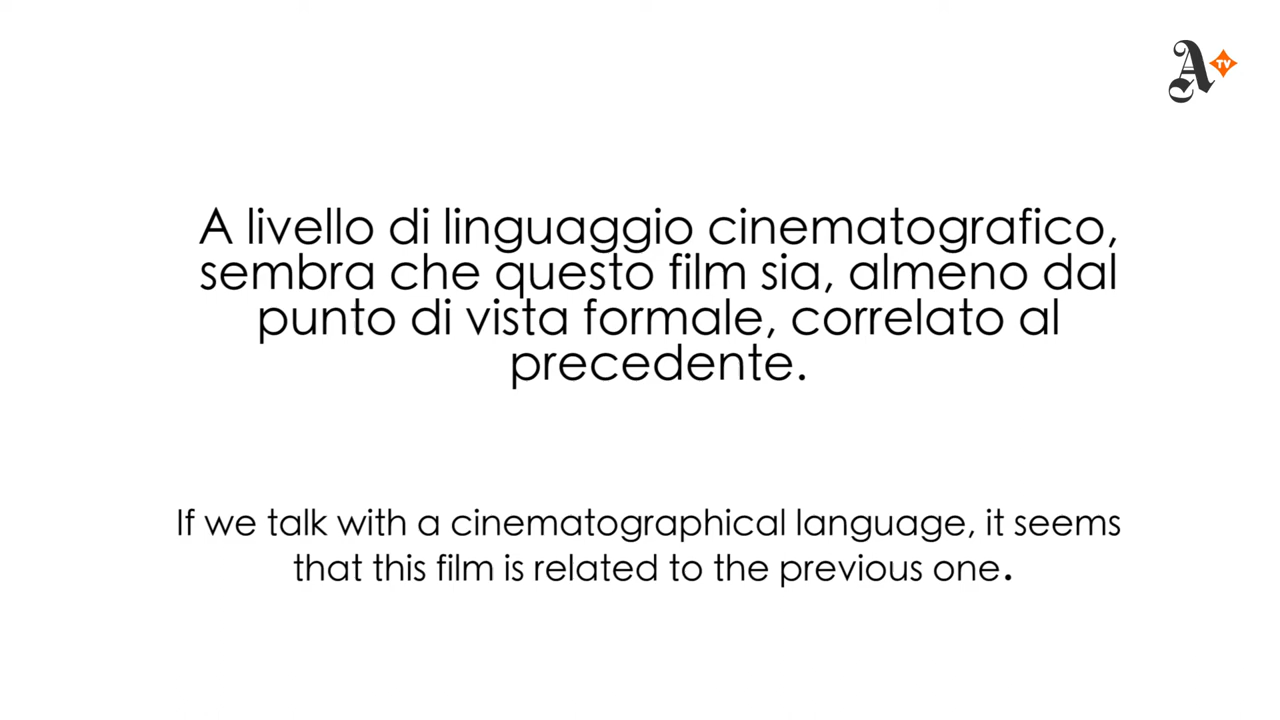 A TV
A livello di linguaggio cinematografico,
sembra che questo film sia, almeno dal
punto di vista formale, correlato al
precedente.
If we talk with a cinematographical language, it seems
that this film is related to the previous one.